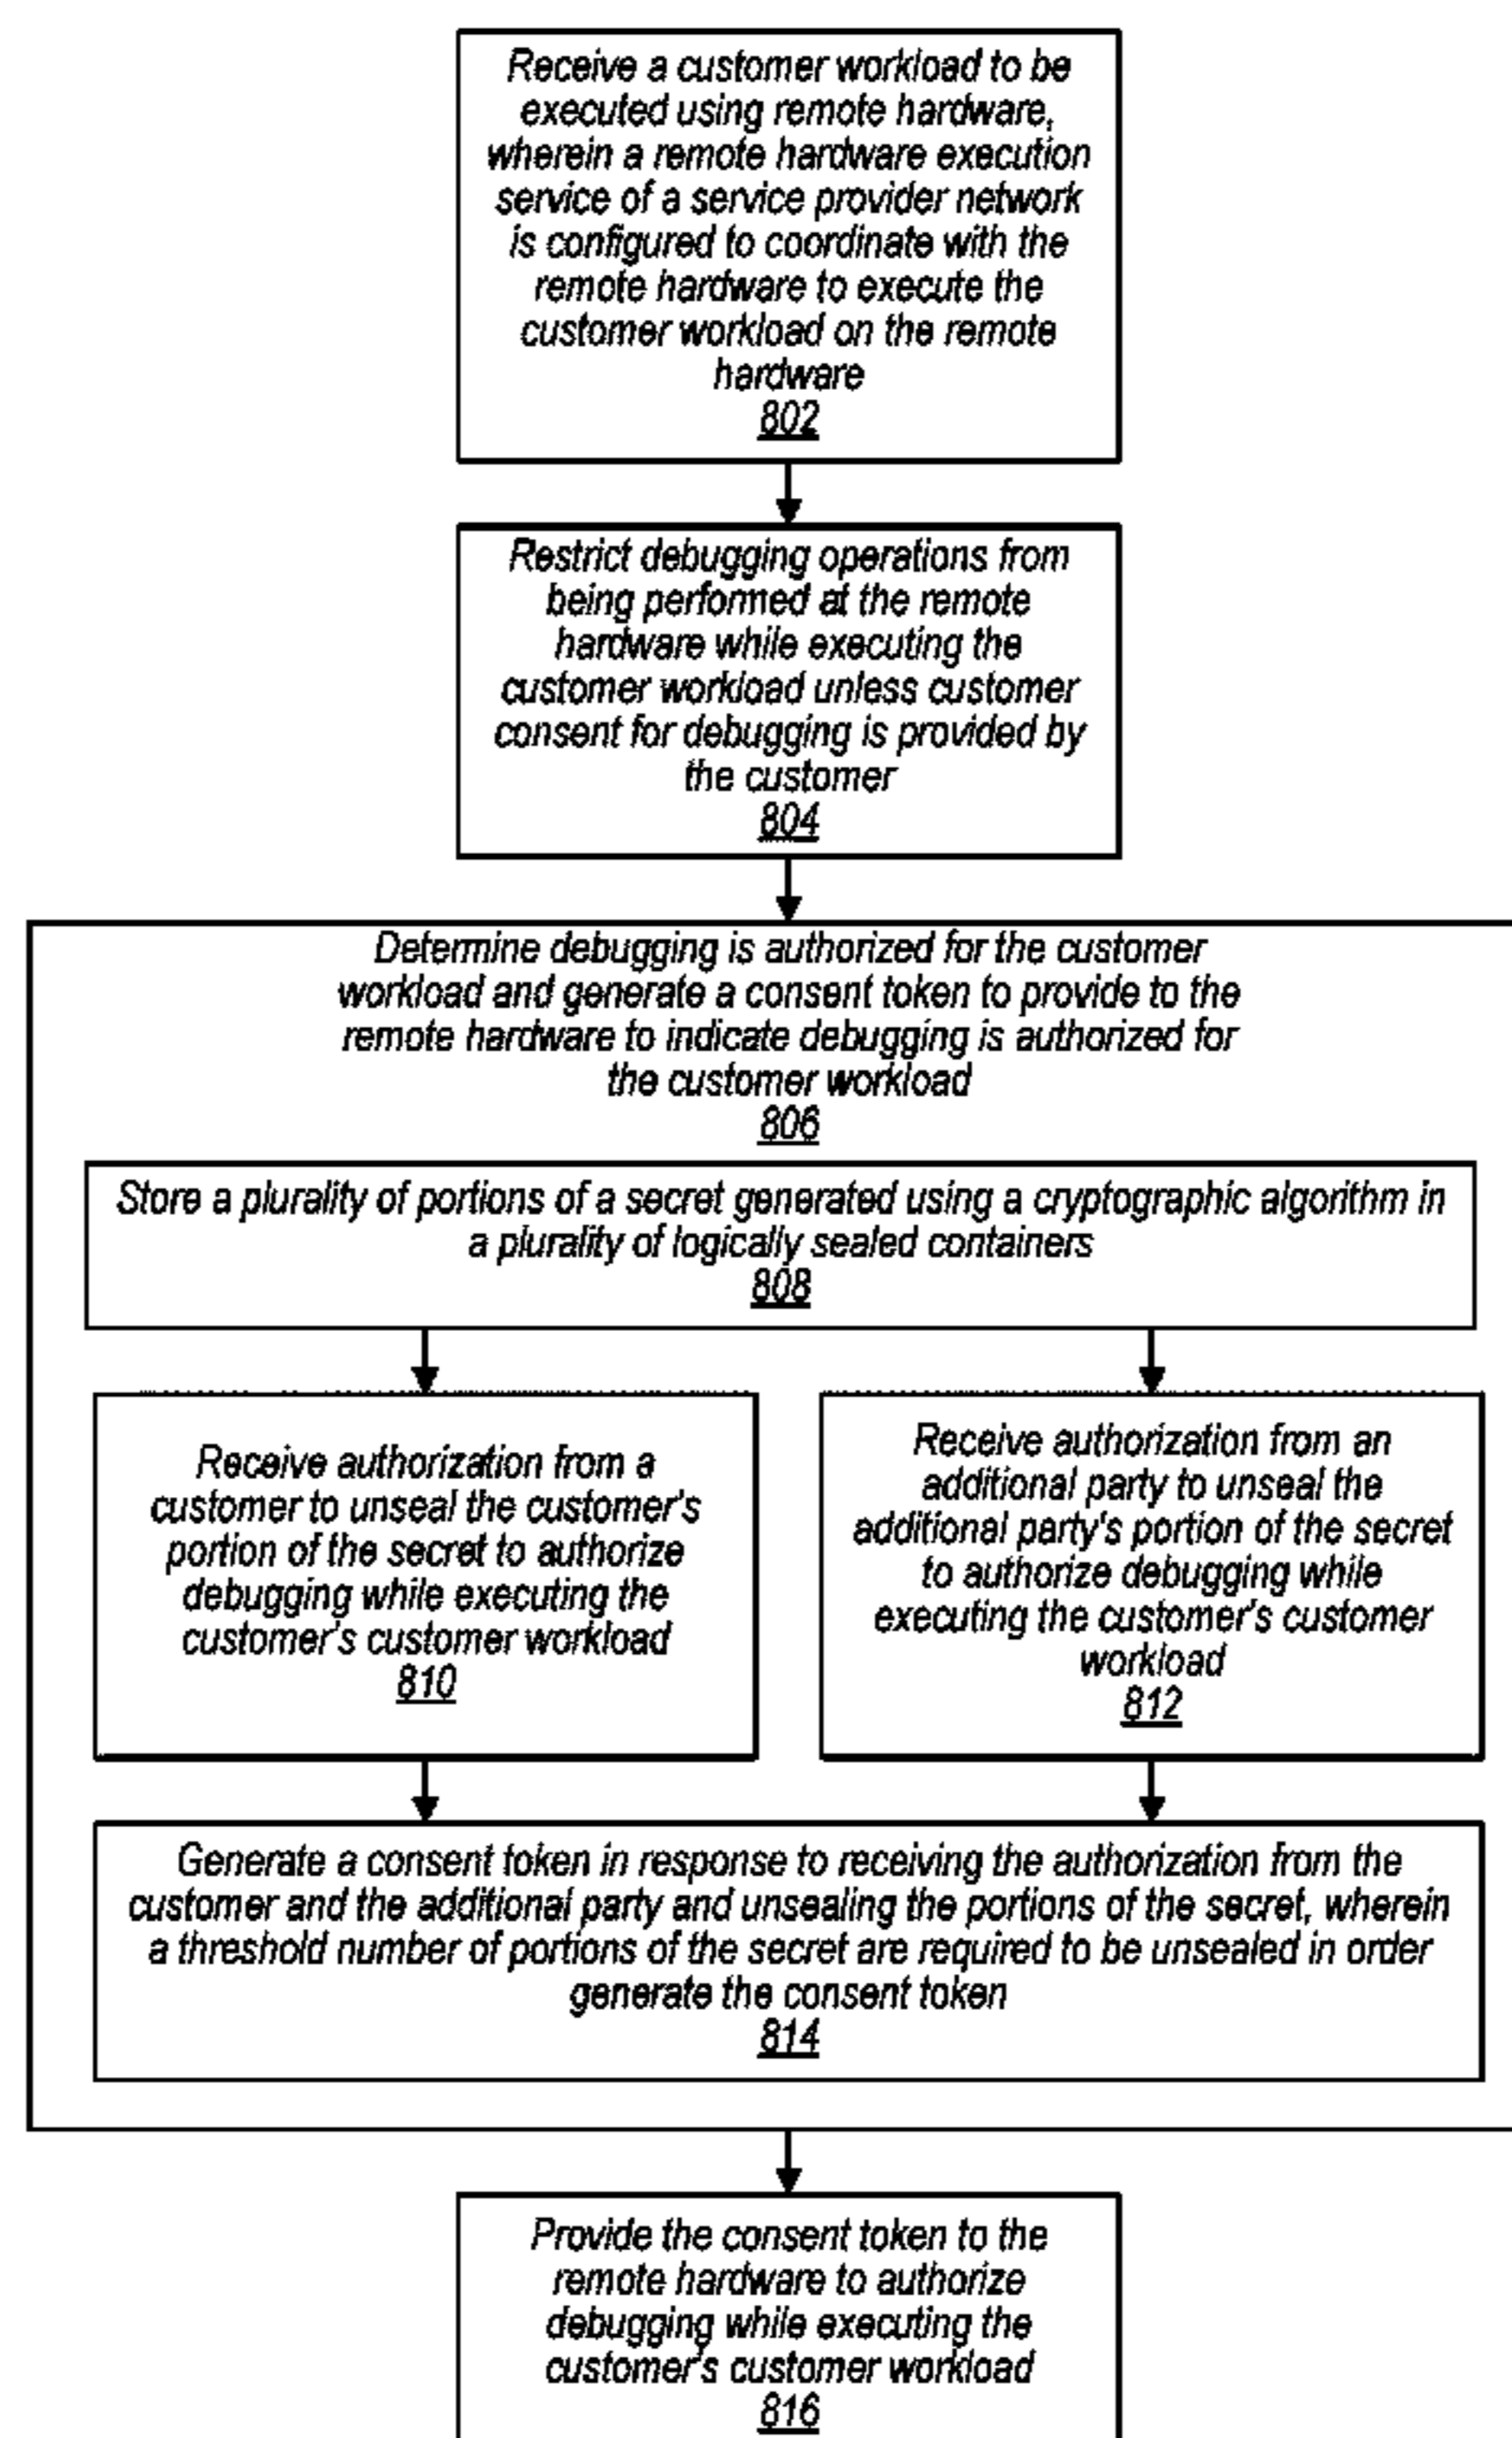 Receive a customer workload to be
executed using remote hardware,
wherein a remote hardware execution
service of a service provider network
is configured to coordinate with the
remote hardware to execute the
customer workload on the remote
hardware
802
Restrict debugging operations from
being performed at the remote
hardware while executing the
customer workload unless customer
consent for debugging is provided by
the customer
804
Determine debugging is authorized for the customer
workload and generate a consent token to provide to the
remote hardware to indicate debugging is authorized for
the customer workload
806
Store a plurality of portions of a secret generated using a cryptographic algorithm in
a plurality of logically sealed containers
808
Receive authorization from a
customer to unseal the customer's
portion of the secret to authorize
debugging while executing the
customer's customer workload
810
Receive authorization from an
additional party to unseal the
additional party's portion of the secret
to authorize debugging while
executing the customer's customer
workload
812
Generate a consent token in response to receiving the authorization from the
customer and the additional party and unsealing the portions of the secret, wherein
a threshold number of portions of the secret are required to be unsealed in order
generate the consent token
814
Provide the consent token to the
remote hardware to authorize
debugging while executing the
customer's customer workload
816